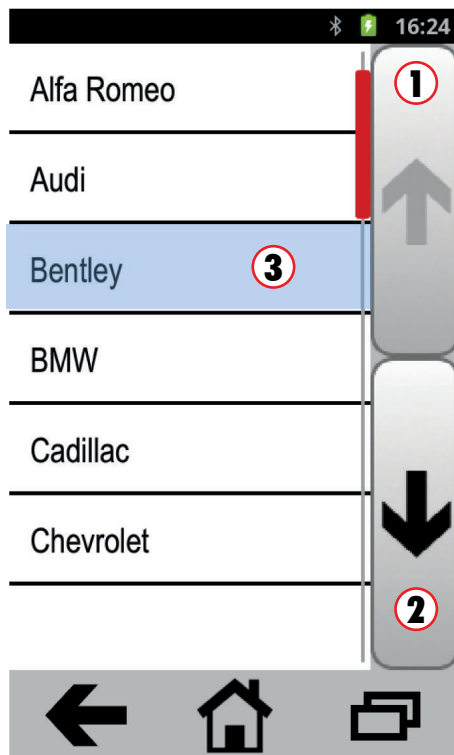 16:24
Alfa Romeo
1
Audi
Bentley 3
BMW
Cadillac
Chevrolet
2